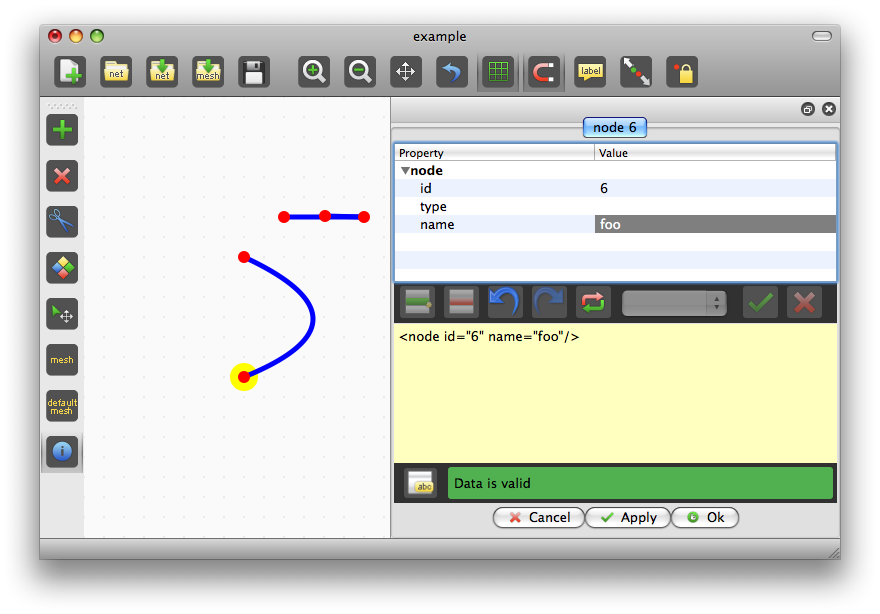 example
net
net
mesh
label
node 6
Property Value
node
id 6
type
name foo
mesh
default
mesh
<node id="6" name="foo"/>
abc
Data is valid
Cancel Apply Ok